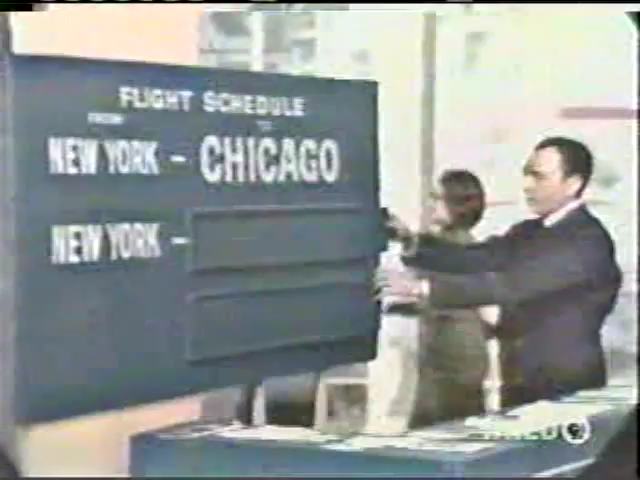 FLIGHT SCHEDULE
FROM TO
NEW YORK - CHICAGO
NEW YORK -